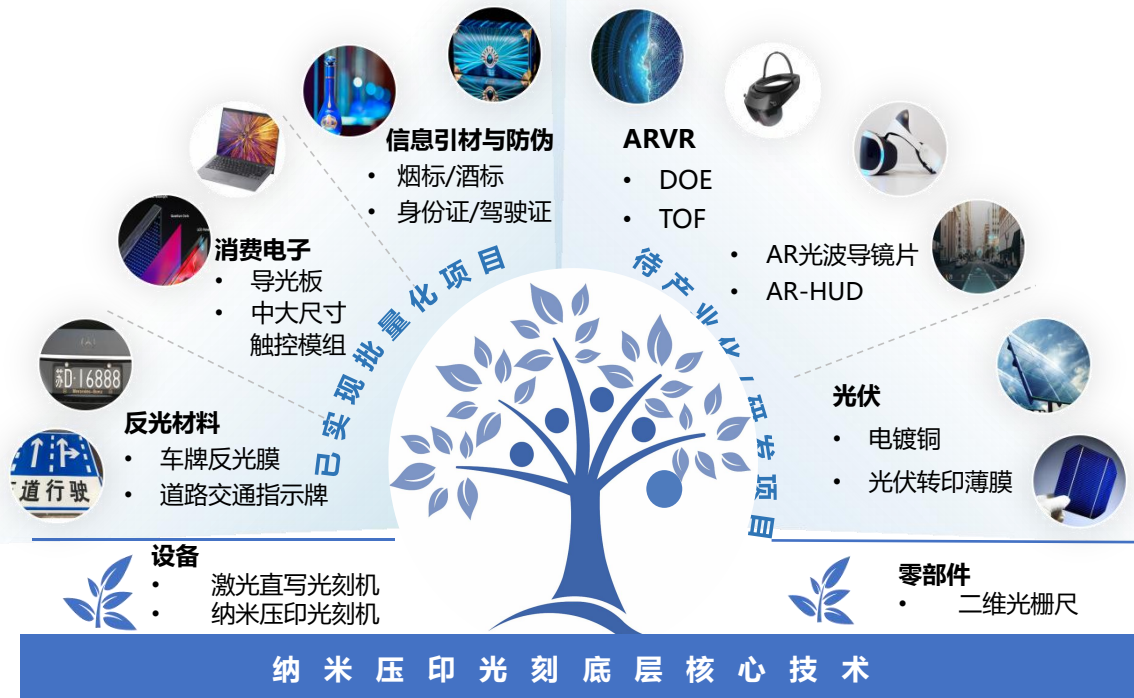 信息引材与防伪
• 烟标/酒标
• 身份证/驾驶证
ARVR
• DOE
• TOF
• AR光波导镜片
• AR-HUD
消费电子
• 导光板
• 中大尺寸
触控模组
已实现批量化项目
待产业化/研发项目
苏D·16888
反光材料
• 车牌反光膜
• 道路交通指示牌
道行驶
光伏
• 电镀铜
• 光伏转印薄膜
设备
• 激光直写光刻机
• 纳米压印光刻机
零部件
• 二维光栅尺
纳米压印光刻底层核心技术